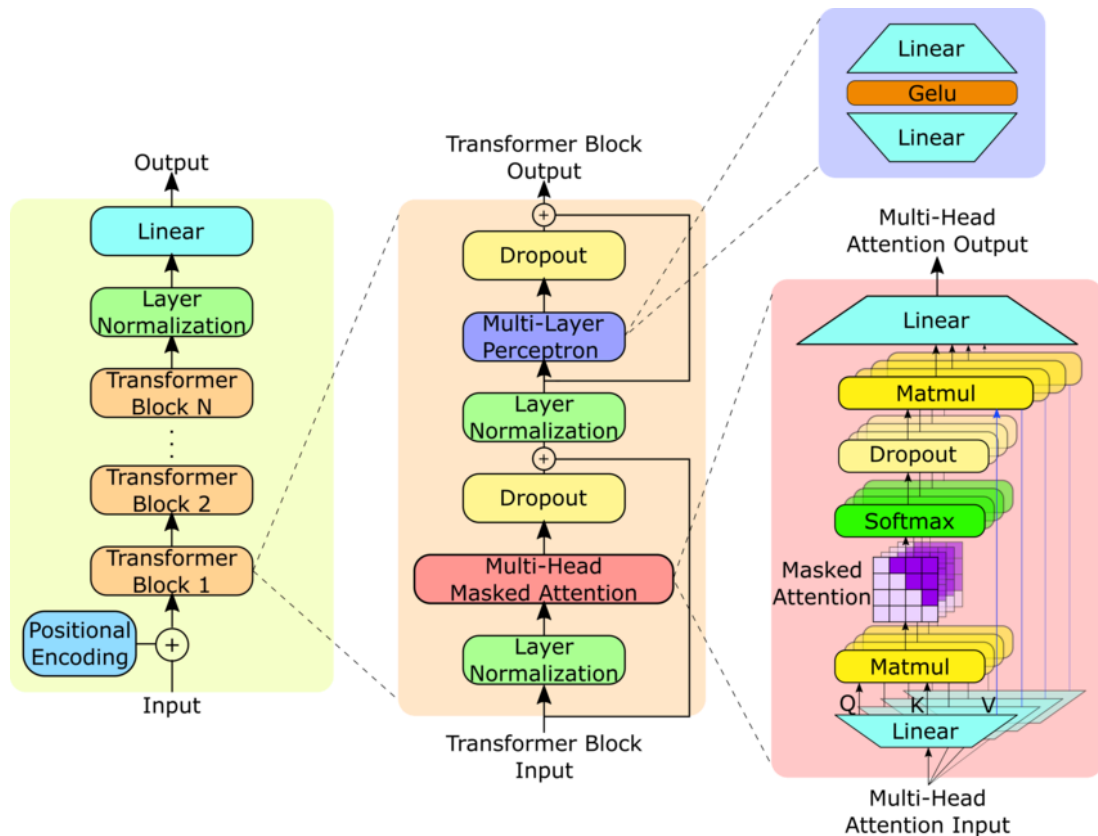 Output
Linear
Layer
Normalization
Transformer
Block N
Transformer
Block 2
Transformer
Block 1
Positional
Encoding
+
Input
Transformer Block
Output
+
Dropout
Multi-Layer
Perceptron
Layer
Normalization
+
Dropout
Multi-Head
Masked Attention
Layer
Normalization
Transformer Block
Input
Linear
Gelu
Linear
Multi-Head
Attention Output
Linear
Matmul
Dropout
Softmax
Masked
Attention
Matmul
Q K V
Linear
Multi-Head
Attention Input